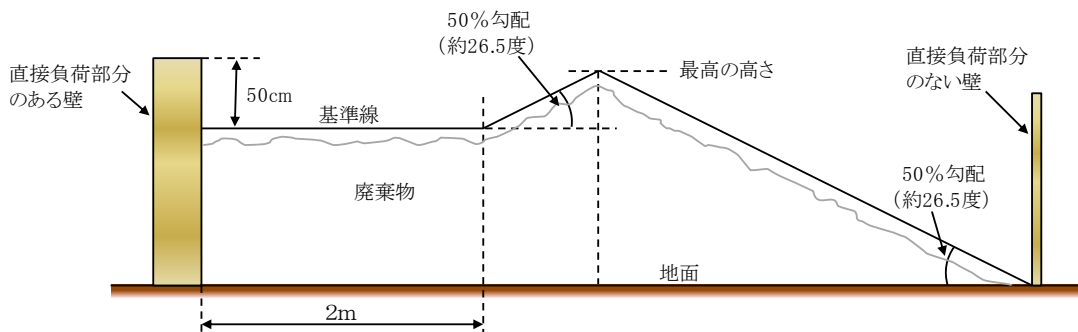 50%勾配
(約26.5度)
直接負荷部分
のある壁
50cm
最高の高さ
直接負荷部分
のない壁
基準線
廃棄物
50%勾配
(約26.5度)
地面
2m